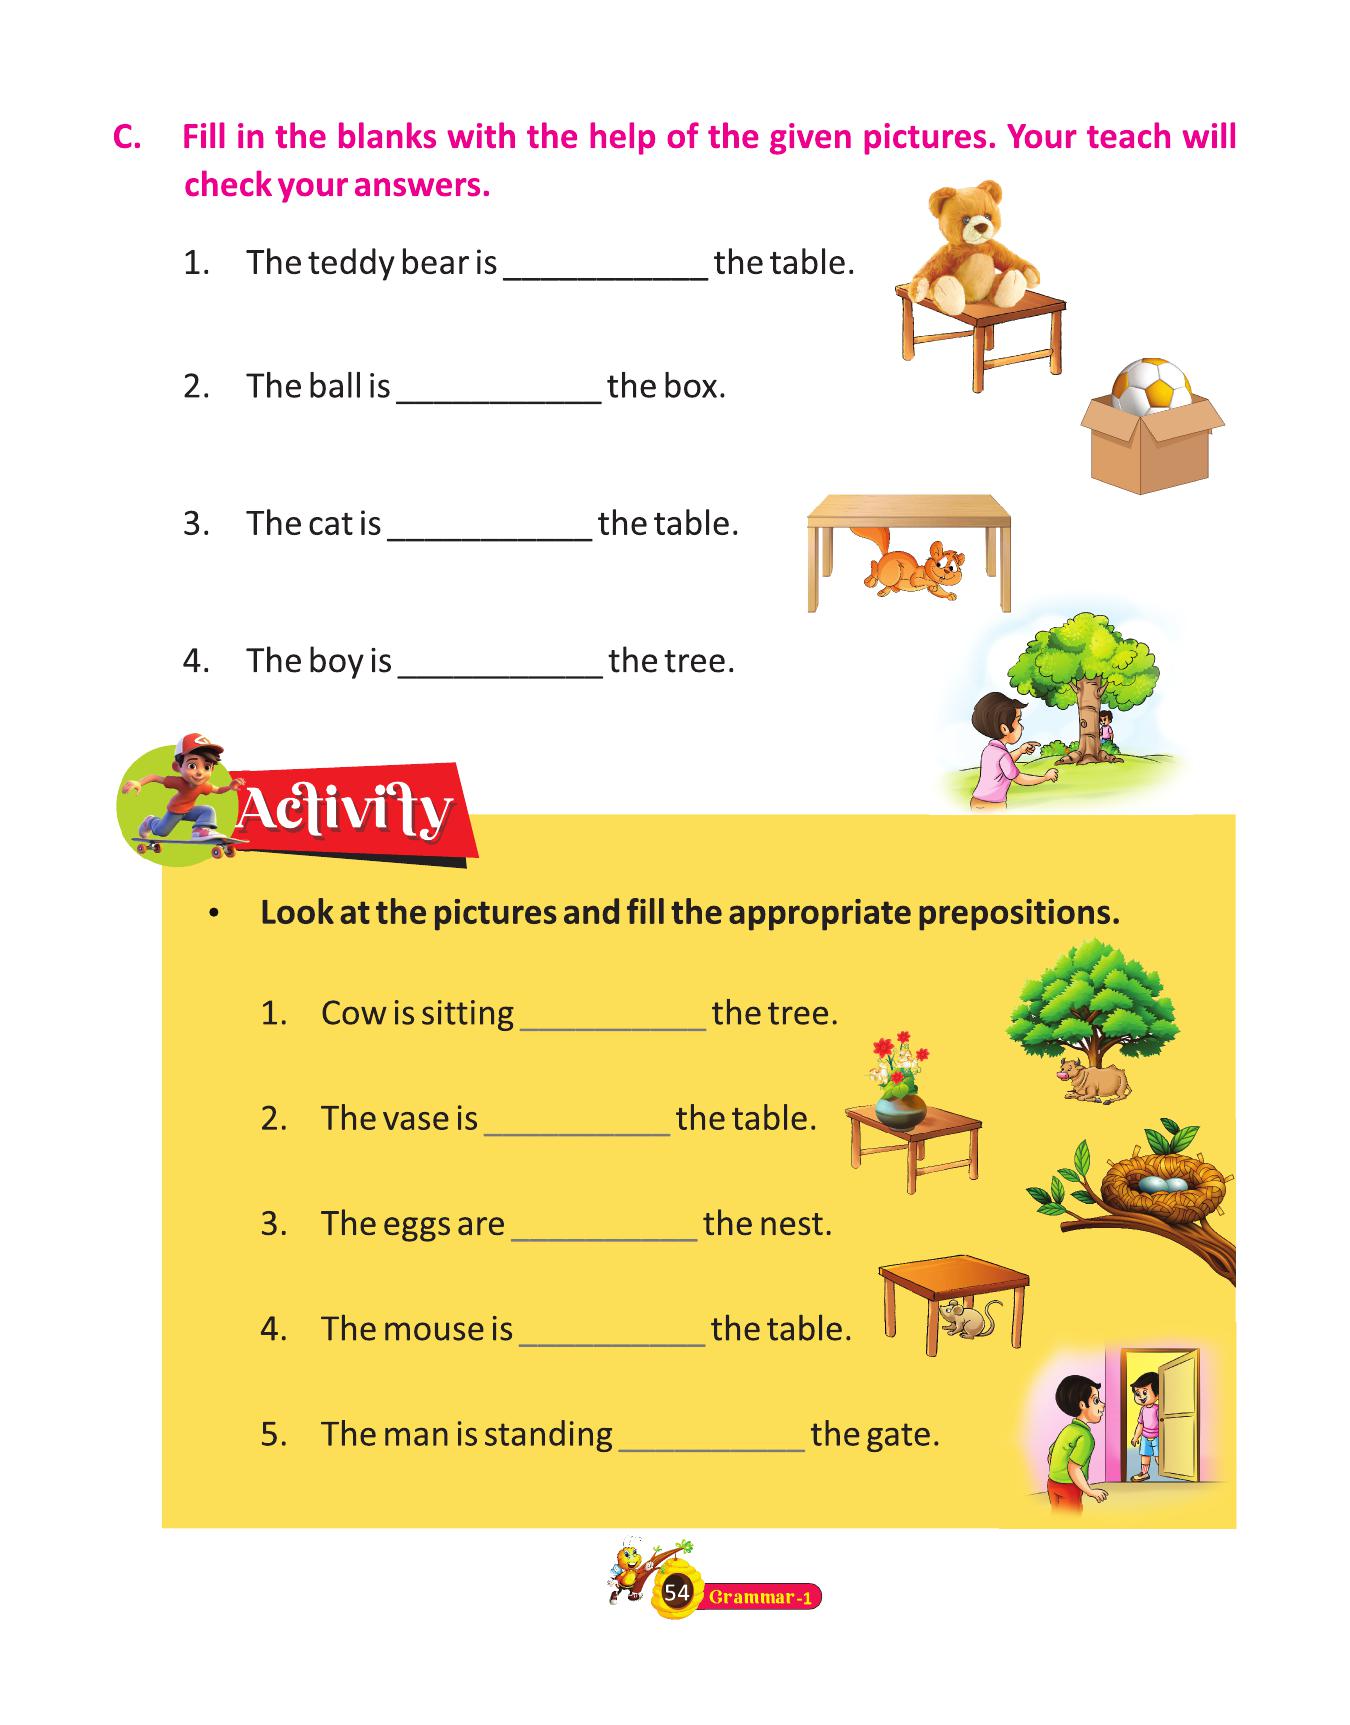 C. Fill in the blanks with the help of the given pictures. Your teach will
check your answers.
1. The teddy bear is ___________ the table.
2. The ball is ___________ the box.
3. The cat is ___________ the table.
4. The boy is ___________ the tree.
Activity
• Look at the pictures and fill the appropriate prepositions.
1. Cow is sitting __________ the tree.
2. The vase is __________ the table.
3. The eggs are __________ the nest.
4. The mouse is __________ the table.
5. The man is standing __________ the gate.
54 Grammar-1